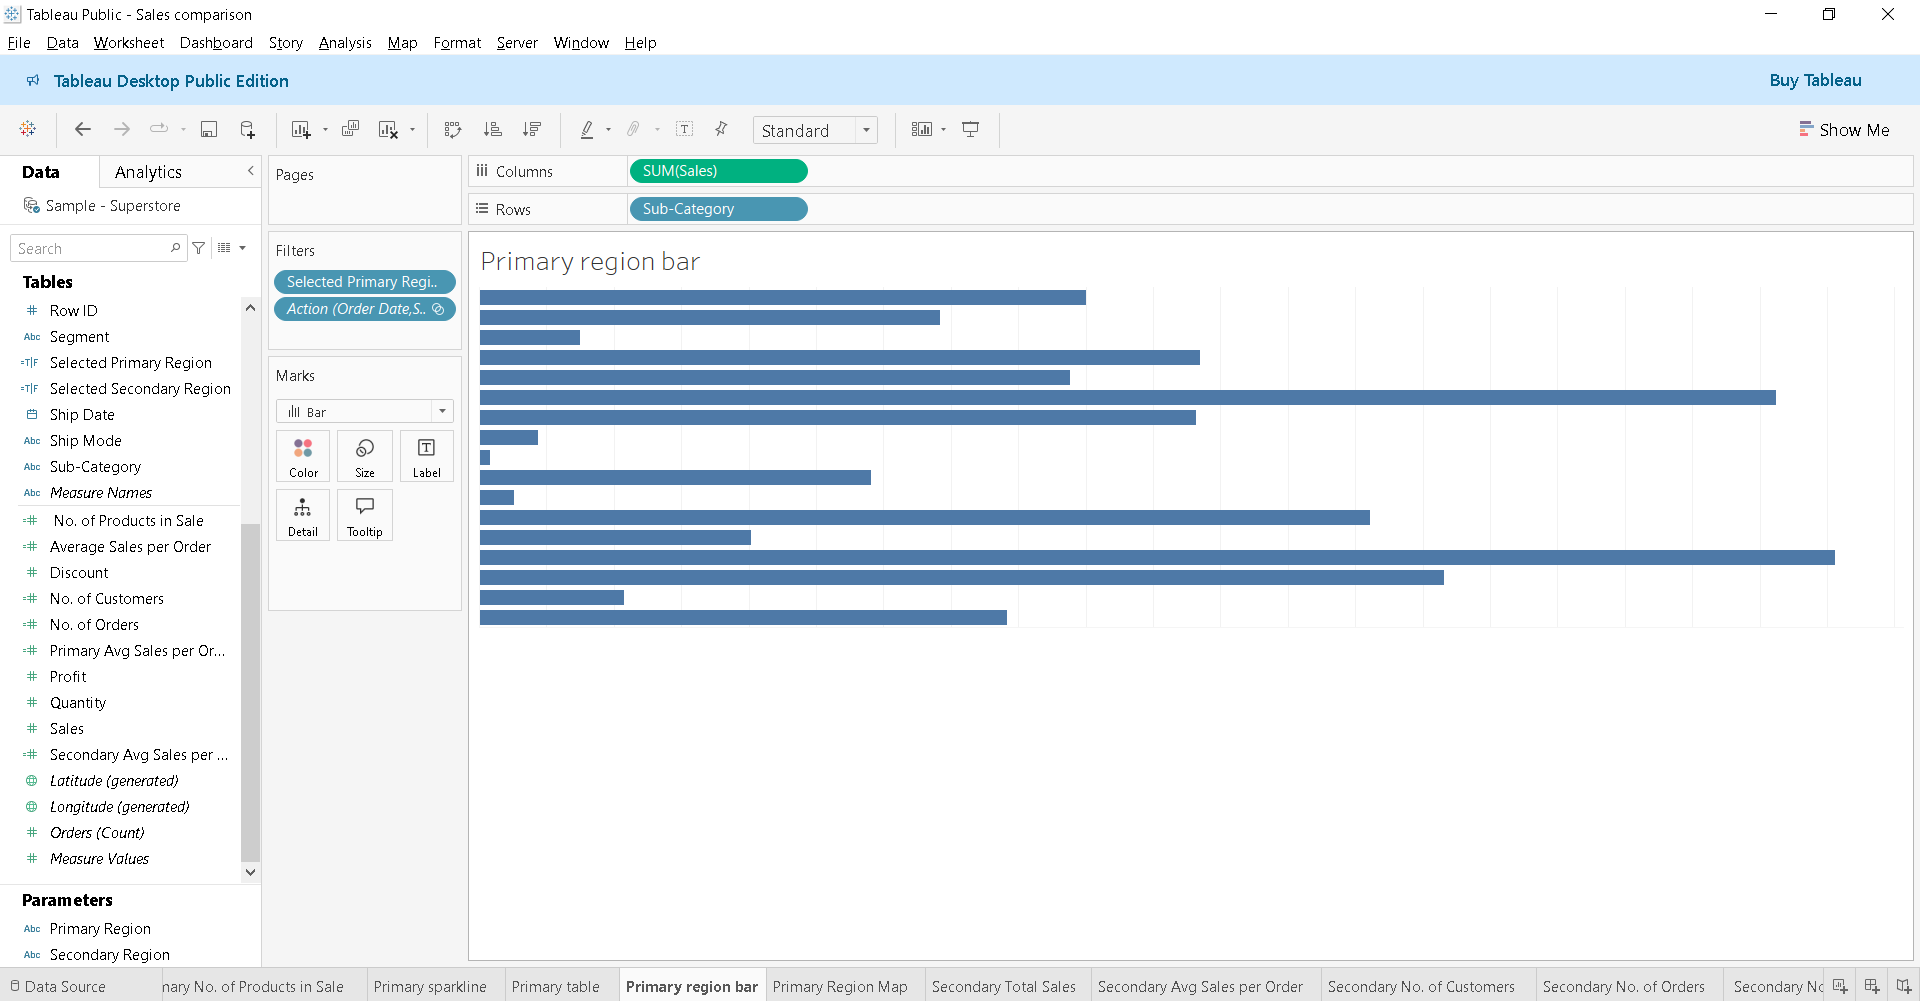 Tableau Public - Sales comparison
File Data Worksheet Dashboard Story Analysis Map Format Server Window Help
Tableau Desktop Public Edition
Buy Tableau
Standard
Show Me
Data
Analytics
Sample - Superstore
Search
Tables
Row ID
Abc Segment
=T|F Selected Primary Region
=T|F Selected Secondary Region
Ship Date
Abc Ship Mode
Abc Sub-Category
Abc Measure Names
=# No. of Products in Sale
=# Average Sales per Order
# Discount
=# No. of Customers
=# No. of Orders
=# Primary Avg Sales per Or...
# Profit
# Quantity
# Sales
=# Secondary Avg Sales per ...
Latitude (generated)
Longitude (generated)
# Orders (Count)
# Measure Values
Parameters
Abc Primary Region
Abc Secondary Region
Pages
Filters
Selected Primary Regi..
Action (Order Date,S..
Marks
Bar
Color
Size
Label
Detail
Tooltip
Columns
SUM(Sales)
Rows
Sub-Category
Primary region bar
Data Source
nary No. of Products in Sale
Primary sparkline
Primary table
Primary region bar
Primary Region Map
Secondary Total Sales
Secondary Avg Sales per Order
Secondary No. of Customers
Secondary No. of Orders
Secondary Nc